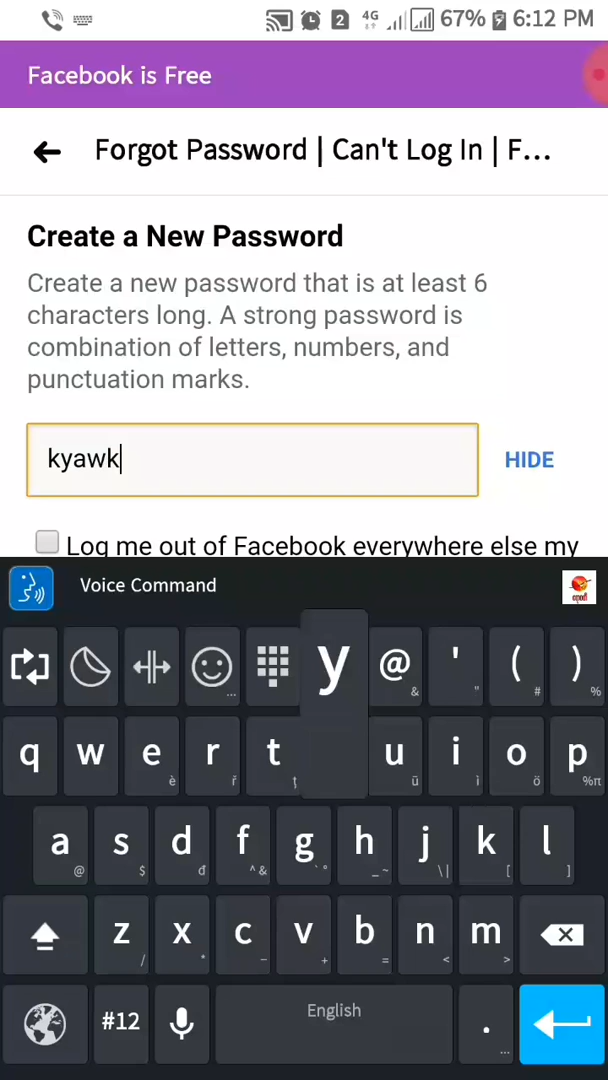 2 4G 67% 6:12 PM
Facebook is Free
Forgot Password | Can't Log In | F...
Create a New Password
Create a new password that is at least 6
characters long. A strong password is
combination of letters, numbers, and
punctuation marks.
kyawk HIDE
Log me out of Facebook everywhere else my
Voice Command
y @ ' ( )
& " # %
q w e r t u i o p
è ř ţ ū ì ö %π
a s d f g h j k l
@ $ đ ^ & ` ° _ ~ \ | [ ]
z x c v b n m
/ * - + = < >
#12 English .
...